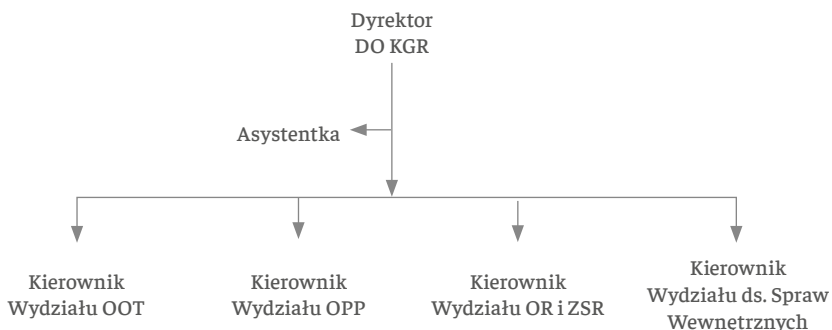 Dyrektor
DO KGR
Asystentka
Kierownik
Wydziału OOT
Kierownik
Wydziału OPP
Kierownik
Wydziału OR i ZSR
Kierownik
Wydziału ds. Spraw
Wewnetrznych